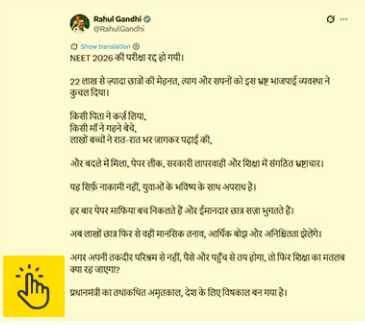 Rahul Gandhi
@RahulGandhi
Show translation
NEET 2026 की परीक्षा रद्द हो गयी।
22 लाख से ज़्यादा छात्रों की मेहनत, त्याग और सपनों को इस भ्रष्ट भाजपाई व्यवस्था ने
कुचल दिया।
किसी पिता ने कर्ज़ लिया,
किसी माँ ने गहने बेचे,
लाखों बच्चों ने रात-रात भर जागकर पढ़ाई की,
और बदले में मिला, पेपर लीक, सरकारी लापरवाही और शिक्षा में संगठित भ्रष्टाचार।
यह सिर्फ़ नाकामी नहीं, युवाओं के भविष्य के साथ अपराध है।
हर बार पेपर माफिया बच निकलते हैं और ईमानदार छात्र सज़ा भुगतते हैं।
अब लाखों छात्र फिर से वही मानसिक तनाव, आर्थिक बोझ और अनिश्चितता झेलेंगे।
अगर अपनी तकदीर परिश्रम से नहीं, पैसे और पहुँच से तय होगा, तो फिर शिक्षा का मतलब
क्या रह जाएगा?
प्रधानमंत्री का तथाकथित अमृतकाल, देश के लिए विषकाल बन गया है।